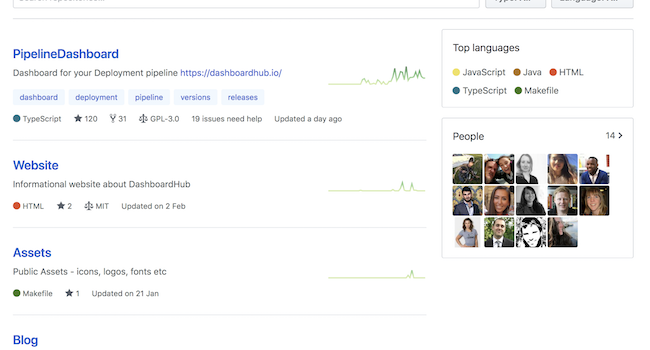 PipelineDashboard
Dashboard for your Deployment pipeline https://dashboardhub.io/
dashboard deployment pipeline versions releases
TypeScript 120 31 GPL-3.0 19 issues need help Updated a day ago
Website
Informational website about DashboardHub
HTML 2 MIT Updated on 2 Feb
Assets
Public Assets - icons, logos, fonts etc
Makefile 1 Updated on 21 Jan
Blog
Top languages
JavaScript Java HTML
TypeScript Makefile
People 14